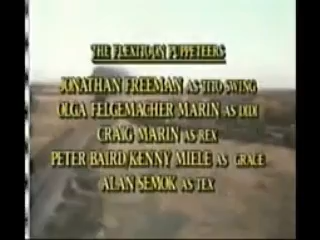 THE FLEXITOON PUPPETEERS
JONATHAN FREEMAN AS TITO SWING
OLGA FELGEMACHER MARIN AS DIDI
CRAIG MARIN AS REX
PETER BAIRD KENNY MIELE AS GRACE
ALAN SEMOK AS TEX